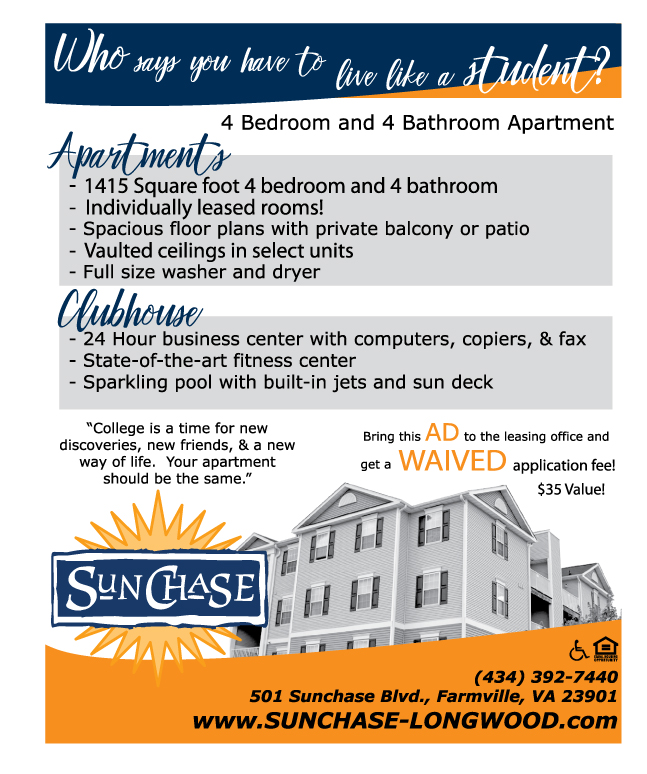 Who says you have to live like a student?
4 Bedroom and 4 Bathroom Apartment
Apartments
- 1415 Square foot 4 bedroom and 4 bathroom
- Individually leased rooms!
- Spacious floor plans with private balcony or patio
- Vaulted ceilings in select units
- Full size washer and dryer
Clubhouse
- 24 Hour business center with computers, copiers, & fax
- State-of-the-art fitness center
- Sparkling pool with built-in jets and sun deck
“College is a time for new
discoveries, new friends, & a new
way of life.  Your apartment
should be the same.”
Bring this AD to the leasing office and
get a WAIVED application fee!
$35 Value!
SUNCHASE
EQUAL HOUSING
OPPORTUNITY
(434) 392-7440
501 Sunchase Blvd., Farmville, VA 23901
www.SUNCHASE-LONGWOOD.com